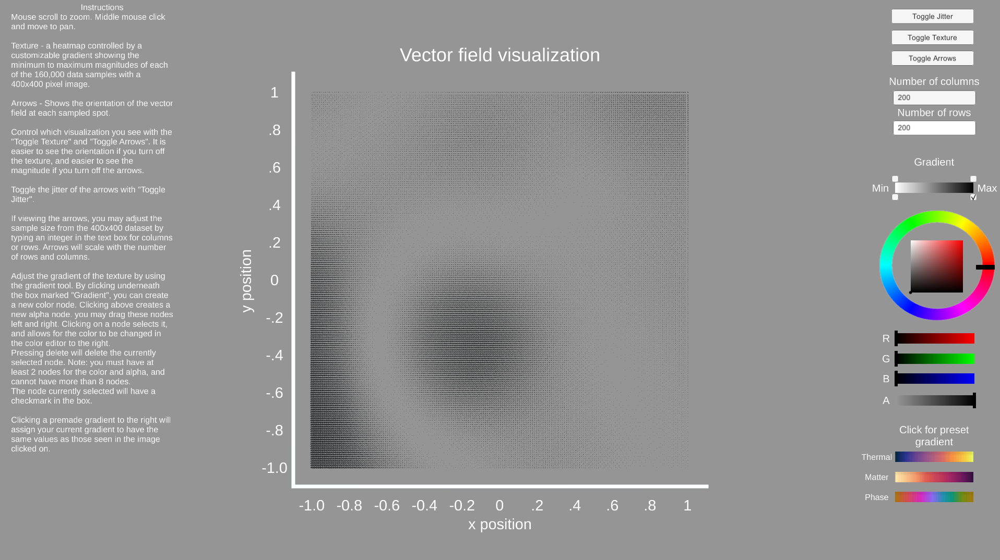 Instructions
Mouse scroll to zoom. Middle mouse click
and move to pan.
Texture - a heatmap controlled by a
customizable gradient showing the
minimum to maximum magnitudes of each
of the 160,000 data samples with a
400x400 pixel image.
Arrows - Shows the orientation of the vector
field at each sampled spot.
Control which visualization you see with the
"Toggle Texture" and "Toggle Arrows". It is
easier to see the orientation if you turn off
the texture, and easier to see the
magnitude if you turn off the arrows.
Toggle the jitter of the arrows with "Toggle
Jitter".
If viewing the arrows, you may adjust the
sample size from the 400x400 dataset by
typing an integer in the text box for columns
or rows. Arrows will scale with the number
of rows and columns.
Adjust the gradient of the texture by using
the gradient tool. By clicking underneath
the box marked "Gradient", you can create
a new color node. Clicking above creates a
new alpha node. you may drag these nodes
left and right. Clicking on a node selects it,
and allows for the color to be changed in
the color editor to the right.
Pressing delete will delete the currently
selected node. Note: you must have at
least 2 nodes for the color and alpha, and
cannot have more than 8 nodes.
The node currently selected will have a
checkmark in the box.
Clicking a premade gradient to the right will
assign your current gradient to have the
same values as those seen in the image
clicked on.
Vector field visualization
1
.8
.6
.4
.2
0
-.2
-.4
-.6
-.8
-1.0
y position
-1.0 -0.8 -0.6 -0.4 -0.2 0 .2 .4 .6 .8 1
x position
Toggle Jitter
Toggle Texture
Toggle Arrows
Number of columns
200
Number of rows
200
Gradient
Min Max
R
G
B
A
Click for preset
gradient
Thermal
Matter
Phase